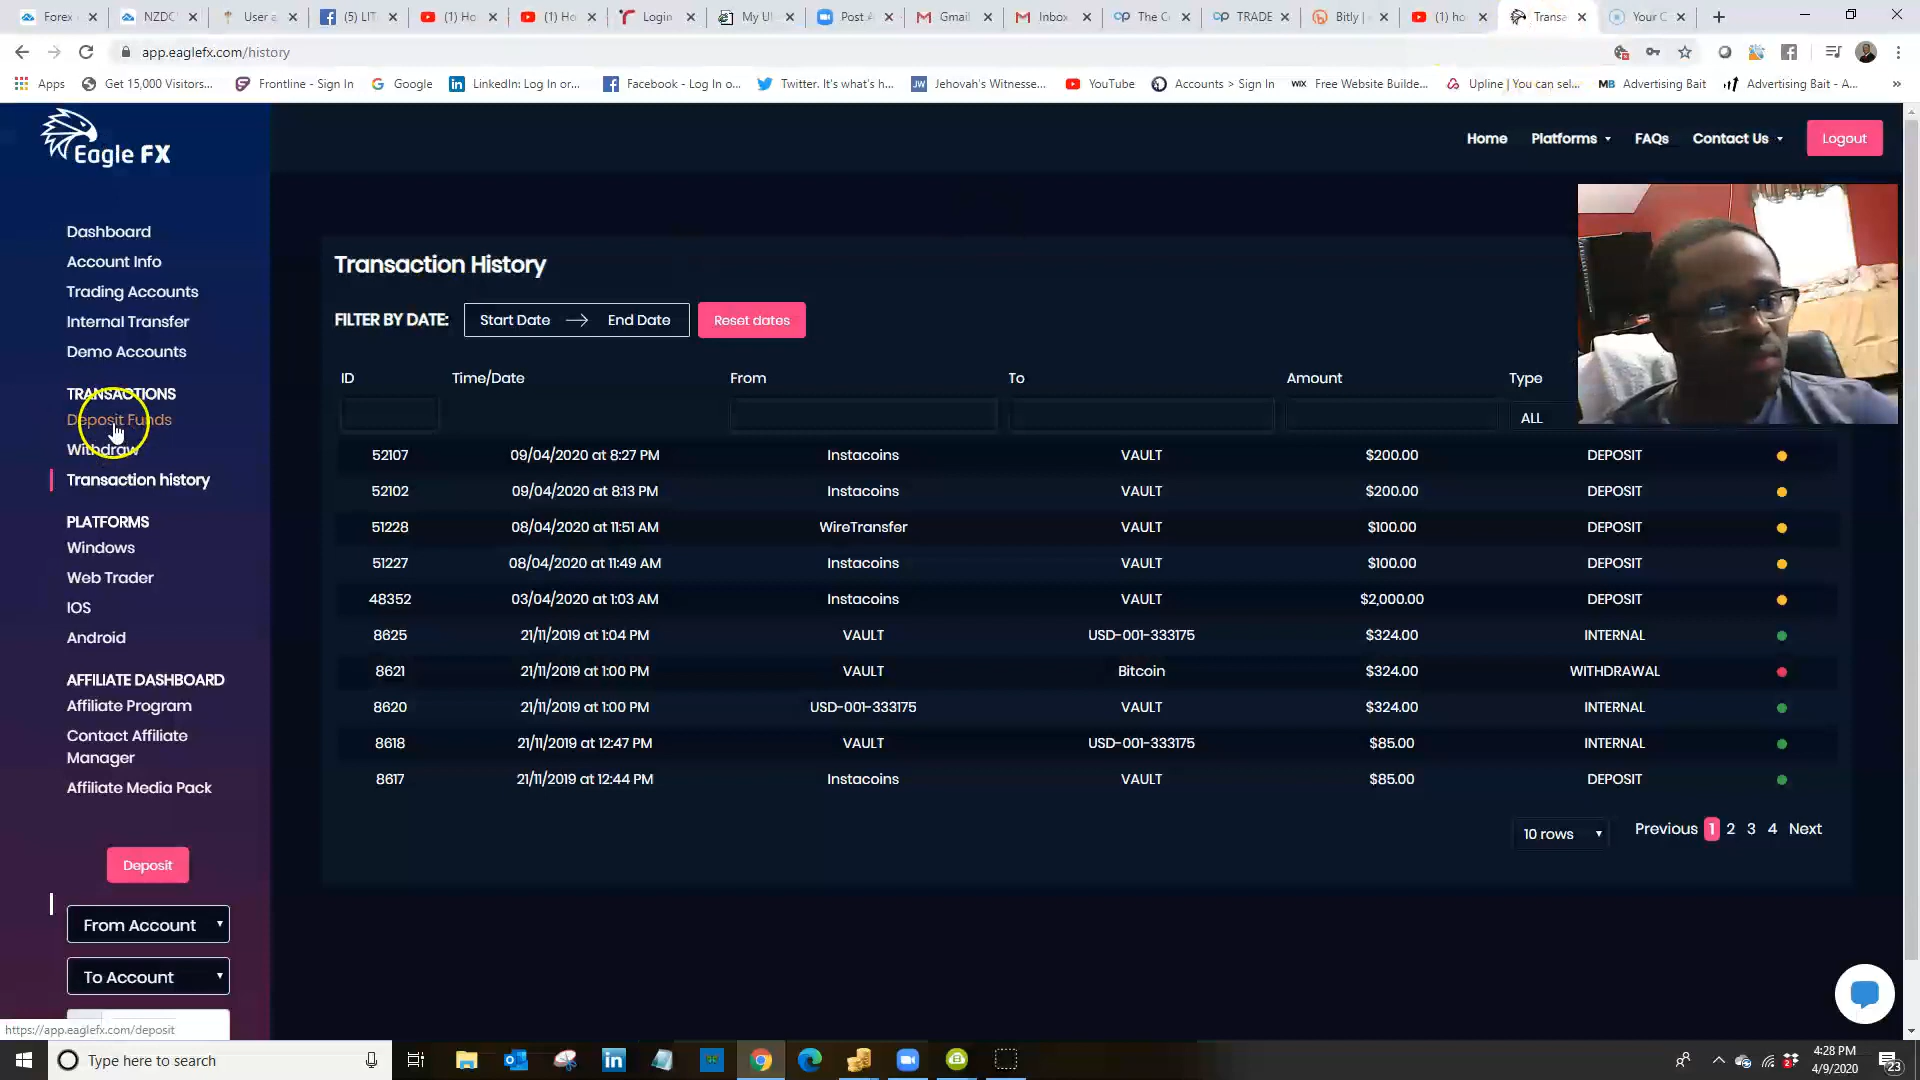 Forex
NZDC
User a
(5) LIT
(1) Ho
(1) Ho
Login
My U
Post A
Gmail
Inbox
The C
TRADE
Bitly |
(1) ho
Transa
Your C
app.eaglefx.com/history
Apps
Get 15,000 Visitors...
Frontline - Sign In
Google
LinkedIn: Log In or...
Facebook - Log In o...
Twitter. It's what's h...
Jehovah's Witnesse...
YouTube
Accounts > Sign In
Free Website Builde...
Upline | You can sel...
Advertising Bait
Advertising Bait - A...
Eagle FX
Home Platforms FAQs Contact Us Logout
Dashboard
Account Info
Trading Accounts
Internal Transfer
Demo Accounts
TRANSACTIONS
Deposit Funds
Withdraw
Transaction history
PLATFORMS
Windows
Web Trader
IOS
Android
AFFILIATE DASHBOARD
Affiliate Program
Contact Affiliate
Manager
Affiliate Media Pack
Deposit
From Account
To Account
https://app.eaglefx.com/deposit
Transaction History
FILTER BY DATE: Start Date End Date Reset dates
ID Time/Date From To Amount Type
ALL
52107 09/04/2020 at 8:27 PM Instacoins VAULT $200.00 DEPOSIT
52102 09/04/2020 at 8:13 PM Instacoins VAULT $200.00 DEPOSIT
51228 08/04/2020 at 11:51 AM WireTransfer VAULT $100.00 DEPOSIT
51227 08/04/2020 at 11:49 AM Instacoins VAULT $100.00 DEPOSIT
48352 03/04/2020 at 1:03 AM Instacoins VAULT $2,000.00 DEPOSIT
8625 21/11/2019 at 1:04 PM VAULT USD-001-333175 $324.00 INTERNAL
8621 21/11/2019 at 1:00 PM VAULT Bitcoin $324.00 WITHDRAWAL
8620 21/11/2019 at 1:00 PM USD-001-333175 VAULT $324.00 INTERNAL
8618 21/11/2019 at 12:47 PM VAULT USD-001-333175 $85.00 INTERNAL
8617 21/11/2019 at 12:44 PM Instacoins VAULT $85.00 DEPOSIT
10 rows Previous 1 2 3 4 Next
Type here to search
4:28 PM
4/9/2020
23